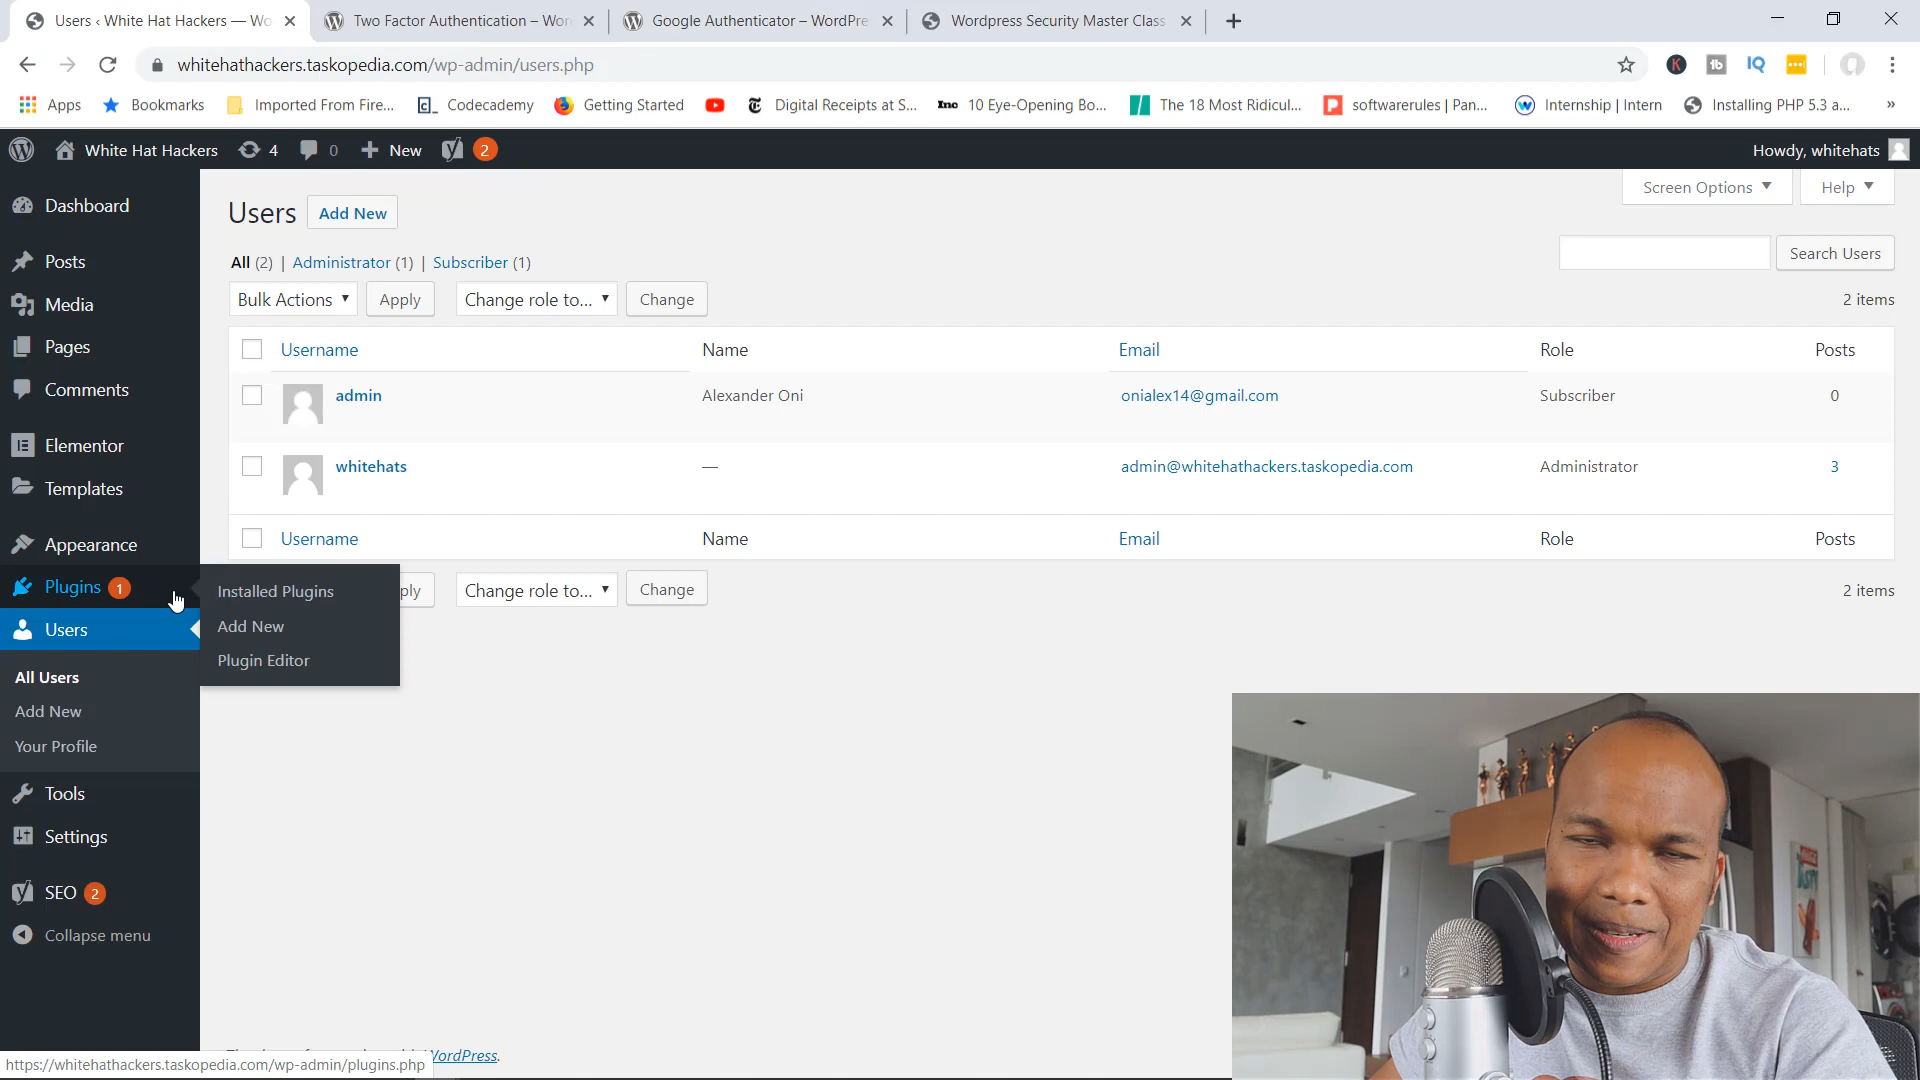 Users ‹ White Hat Hackers — Wo
Two Factor Authentication – Wor
Google Authenticator – WordPre
Wordpress Security Master Class
whitehathackers.taskopedia.com/wp-admin/users.php
Apps
Bookmarks
Imported From Fire...
Codecademy
Getting Started
Digital Receipts at S...
Inc 10 Eye-Opening Bo...
The 18 Most Ridicul...
softwarerules | Pan...
Internship | Intern
Installing PHP 5.3 a...
»
White Hat Hackers
4
0
New
2
Howdy, whitehats
Dashboard
Posts
Media
Pages
Comments
Elementor
Templates
Appearance
Plugins 1
Users
All Users
Add New
Your Profile
Tools
Settings
SEO 2
Collapse menu
Installed Plugins
Add New
Plugin Editor
Screen Options
Help
Users Add New
All (2) | Administrator (1) | Subscriber (1)
Search Users
Bulk Actions Apply Change role to... Change 2 items
Username Name Email Role Posts
admin Alexander Oni onialex14@gmail.com Subscriber 0
whitehats — admin@whitehathackers.taskopedia.com Administrator 3
Username Name Email Role Posts
ply Change role to... Change 2 items
WordPress.
https://whitehathackers.taskopedia.com/wp-admin/plugins.php